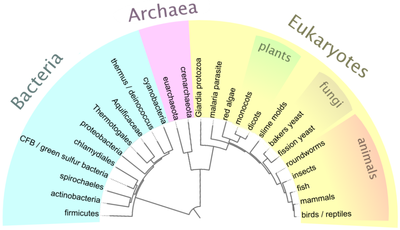 Bacteria
Archaea
Eukaryotes
plants
fungi
animals
firmicutes
actinobacteria
spirochaeles
CFB / green sulfur bacteria
chlamydiales
proteobacteria
Thermotogales
Aquificaceae
thermus / deinococcus
cyanobacteria
euarchaeota
crenarchaeota
Giardia protozoa
malaria parasite
red algae
monocots
dicots
slime molds
bakers yeast
fission yeast
roundworms
insects
fish
mammals
birds / reptiles